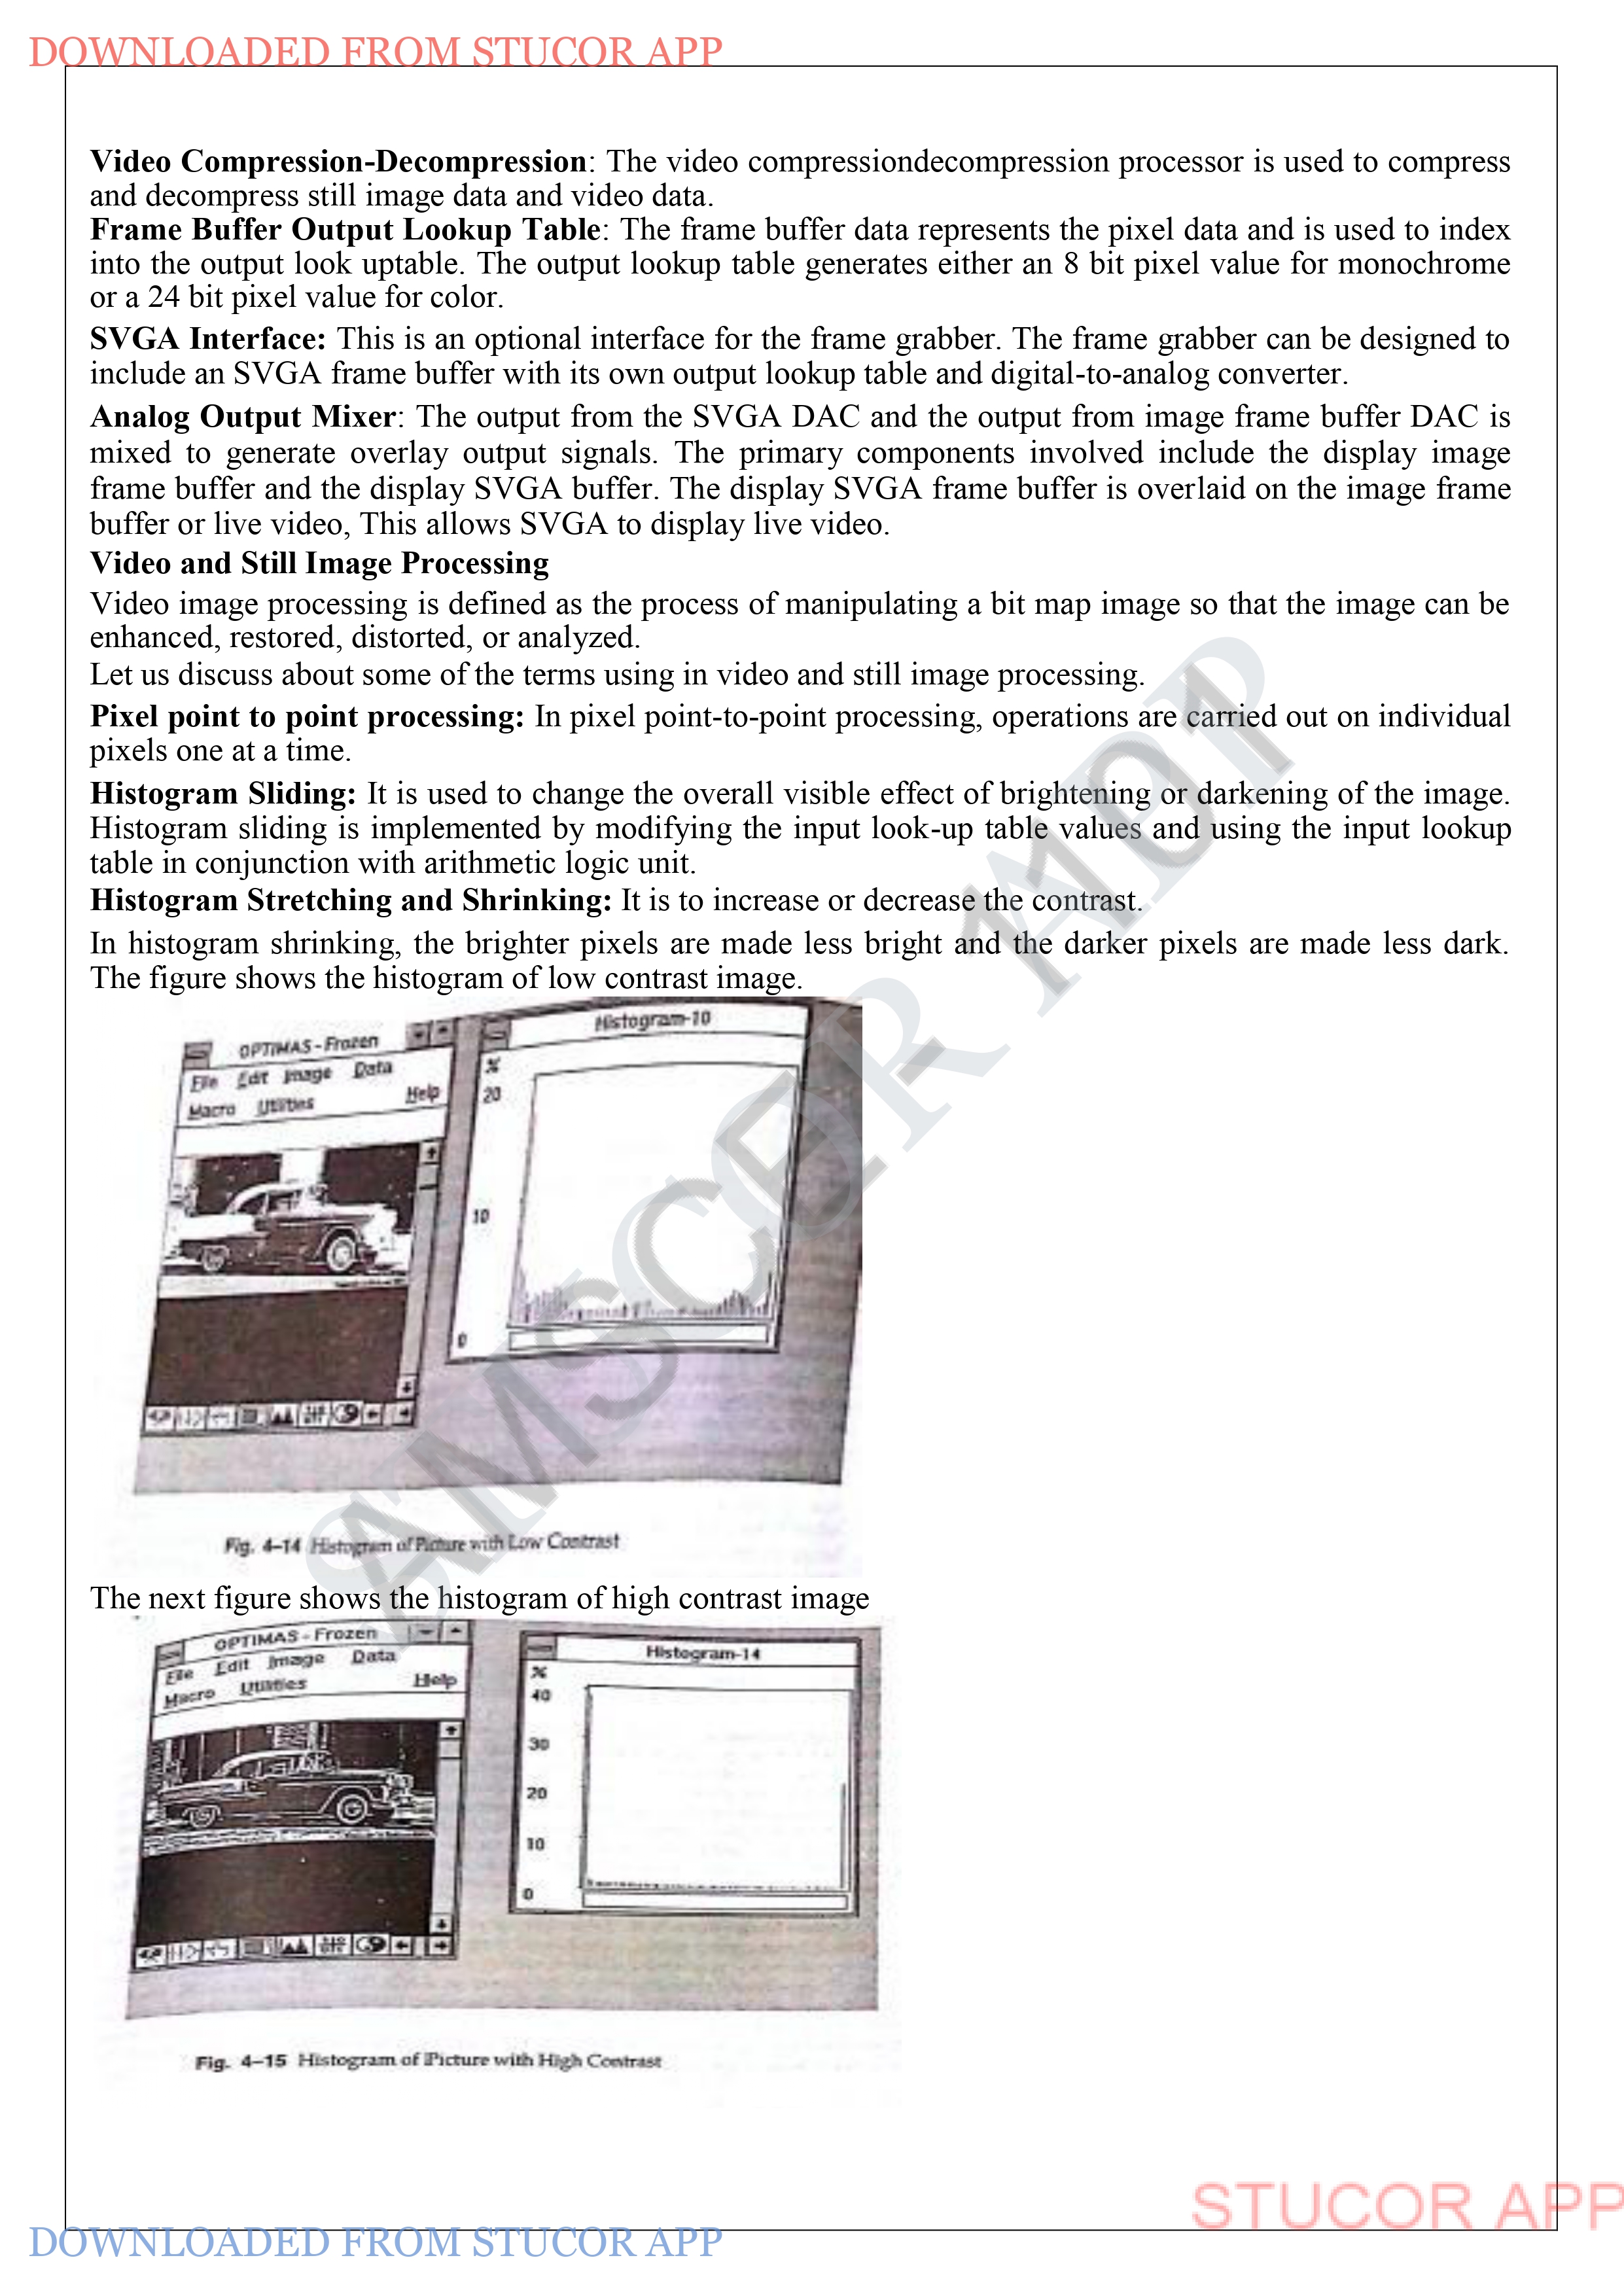 DOWNLOADED FROM STUCOR APP
Video Compression-Decompression: The video compressiondecompression processor is used to compress
and decompress still image data and video data.
Frame Buffer Output Lookup Table: The frame buffer data represents the pixel data and is used to index
into the output look uptable. The output lookup table generates either an 8 bit pixel value for monochrome
or a 24 bit pixel value for color.
SVGA Interface: This is an optional interface for the frame grabber. The frame grabber can be designed to
include an SVGA frame buffer with its own output lookup table and digital-to-analog converter.
Analog Output Mixer: The output from the SVGA DAC and the output from image frame buffer DAC is
mixed to generate overlay output signals. The primary components involved include the display image
frame buffer and the display SVGA buffer. The display SVGA frame buffer is overlaid on the image frame
buffer or live video, This allows SVGA to display live video.
Video and Still Image Processing
Video image processing is defined as the process of manipulating a bit map image so that the image can be
enhanced, restored, distorted, or analyzed.
Let us discuss about some of the terms using in video and still image processing.
Pixel point to point processing: In pixel point-to-point processing, operations are carried out on individual
pixels one at a time.
Histogram Sliding: It is used to change the overall visible effect of brightening or darkening of the image.
Histogram sliding is implemented by modifying the input look-up table values and using the input lookup
table in conjunction with arithmetic logic unit.
Histogram Stretching and Shrinking: It is to increase or decrease the contrast.
In histogram shrinking, the brighter pixels are made less bright and the darker pixels are made less dark.
The figure shows the histogram of low contrast image.
OPTIMAS - Frozen
File Edit Image Data
Macro Utilities Help
Histogram-10
%
20
10
0
Fig. 4-14 Histogram of Picture with Low Contrast
The next figure shows the histogram of high contrast image
OPTIMAS - Frozen
File Edit Image Data
Macro Utilities Help
Histogram-14
%
40
30
20
10
0
Fig. 4-15 Histogram of Picture with High Contrast
STUCOR APP
AMSCE-1101
STUCOR APP
DOWNLOADED FROM STUCOR APP